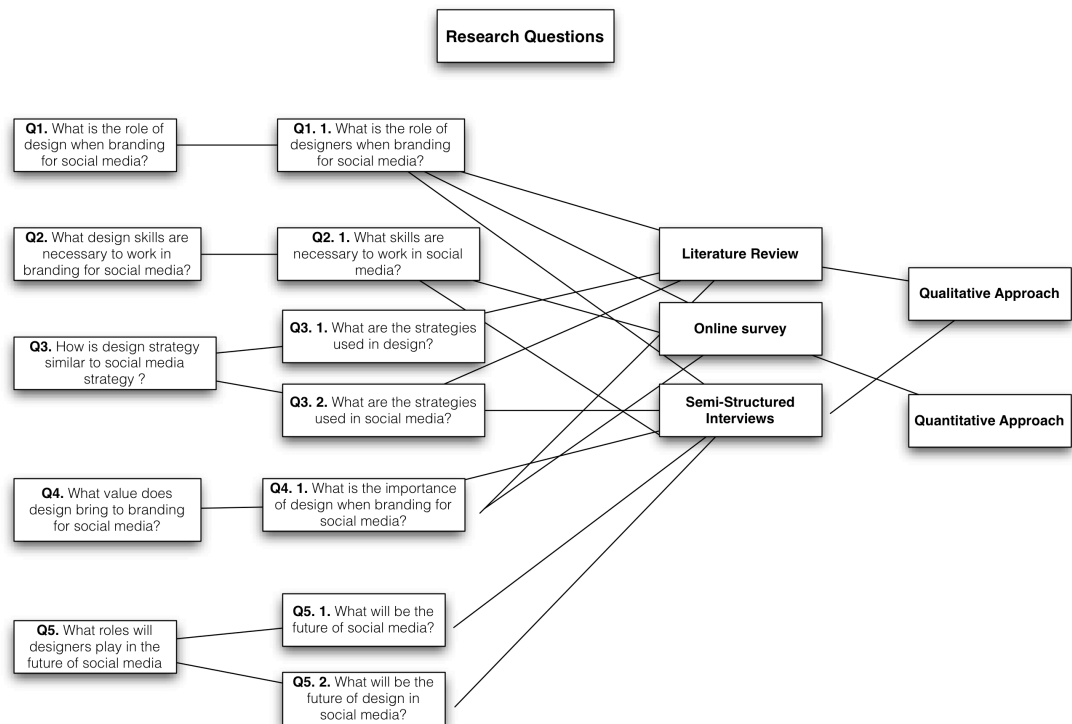 Research Questions
Q1. What is the role of
design when branding
for social media?
Q1. 1. What is the role of
designers when branding
for social media?
Q2. What design skills are
necessary to work in
branding for social media?
Q2. 1. What skills are
necessary to work in social
media?
Literature Review
Qualitative Approach
Q3. How is design strategy
similar to social media
strategy ?
Q3. 1. What are the strategies
used in design?
Online survey
Q3. 2. What are the strategies
used in social media?
Semi-Structured
Interviews
Quantitative Approach
Q4. What value does
design bring to branding
for social media?
Q4. 1. What is the importance
of design when branding for
social media?
Q5. What roles will
designers play in the
future of social media
Q5. 1. What will be the
future of social media?
Q5. 2. What will be the
future of design in
social media?